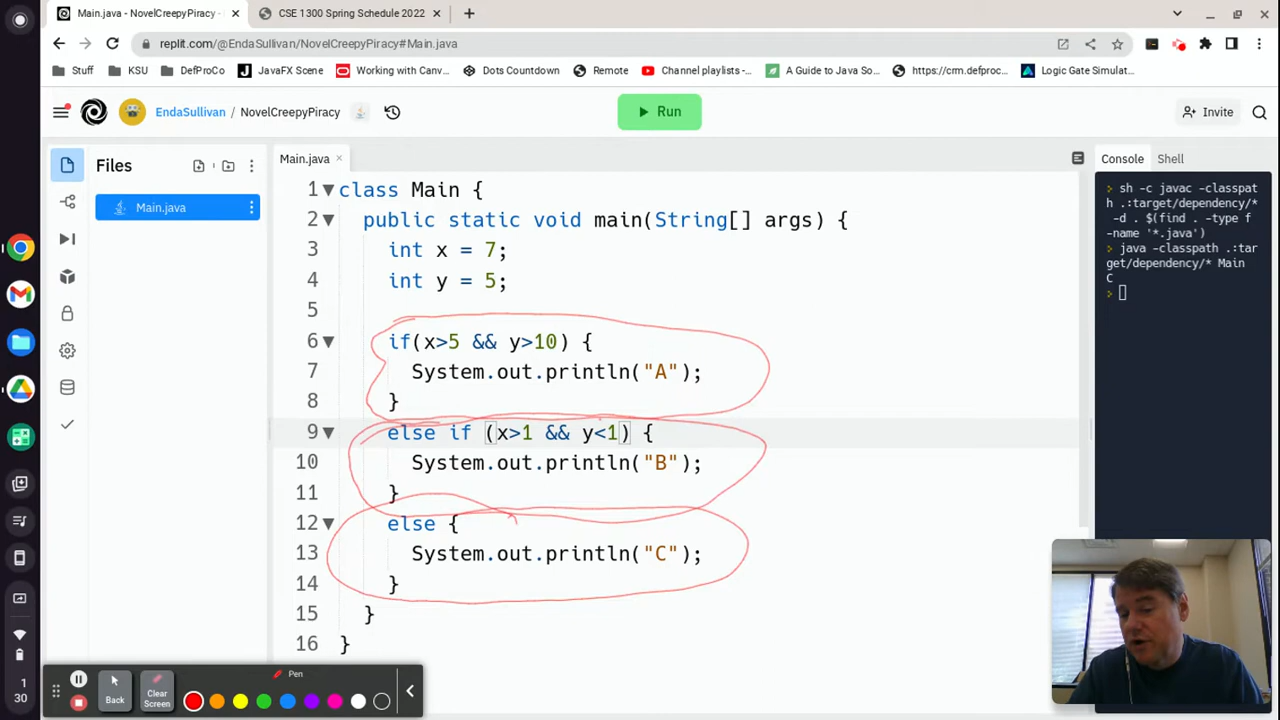 Main.java - NovelCreepyPiracy - × CSE 1300 Spring Schedule 2022 × +
replit.com/@EndaSullivan/NovelCreepyPiracy#Main.java
Stuff KSU DefProCo JavaFX Scene Working with Canv... Dots Countdown Remote Channel playlists -... A Guide to Java So... https://crm.defproc... Logic Gate Simulat...
EndaSullivan / NovelCreepyPiracy Run Invite
Files Main.java × Console Shell
Main.java
1 class Main {
2 public static void main(String[] args) {
3 int x = 7;
4 int y = 5;
5
6 if(x>5 && y>10) {
7 System.out.println("A");
8 }
9 else if (x>1 && y<1) {
10 System.out.println("B");
11 }
12 else {
13 System.out.println("C");
14 }
15 }
16 }
> sh -c javac -classpat
h .:target/dependency/*
-d . $(find . -type f
-name '*.java')
> java -classpath .:tar
get/dependency/* Main
C
>
Pen
Back Clear
Screen
1
30